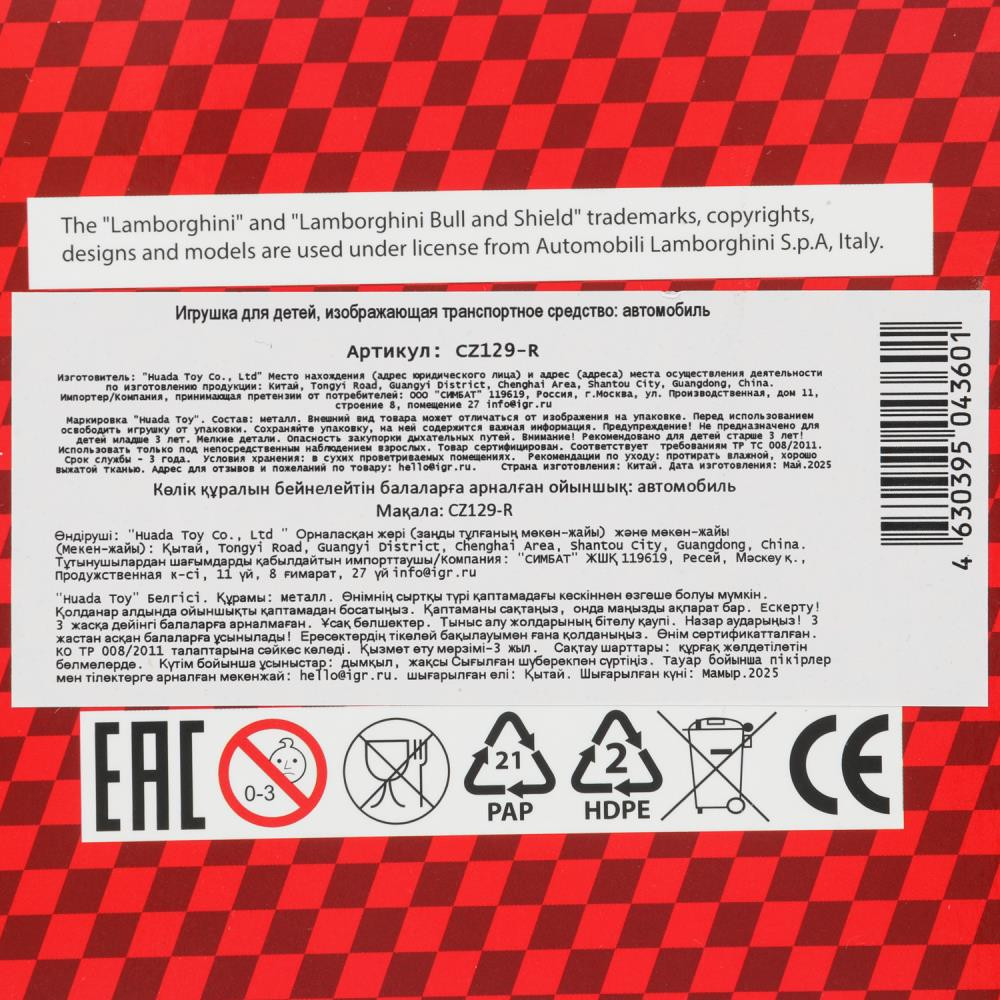 The "Lamborghini" and "Lamborghini Bull and Shield" trademarks, copyrights,
designs and models are used under license from Automobili Lamborghini S.p.A, Italy.
Игрушка для детей, изображающая транспортное средство: автомобиль
Артикул: CZ129-R
Изготовитель: "Huada Toy Co., Ltd" Место нахождения (адрес юридического лица) и адрес (адреса) места осуществления деятельности
по изготовлению продукции: Китай, Tongyi Road, Guangyi District, Chenghai Area, Shantou City, Guangdong, China.
Импортер/Компания, принимающая претензии от потребителей: ООО "СИМБАТ" 119619, Россия, г.Москва, ул. Производственная, дом 11,
строение 8, помещение 27 info@igr.ru
Маркировка "Huada Toy". Состав: металл. Внешний вид товара может отличаться от изображения на упаковке. Перед использованием
освободить игрушку от упаковки. Сохраняйте упаковку, на ней содержится важная информация. Предупреждение! Не предназначено для
детей младше 3 лет. Мелкие детали. Опасность закупорки дыхательных путей. Внимание! Рекомендовано для детей старше 3 лет!
Использовать только под непосредственным наблюдением взрослых. Товар сертифицирован. Соответствует требованиям ТР ТС 008/2011.
Срок службы - 3 года. Условия хранения: в сухих проветриваемых помещениях. Рекомендации по уходу: протирать влажной, хорошо
выжатой тканью. Адрес для отзывов и пожеланий по товару: hello@igr.ru. Страна изготовления: Китай. Дата изготовления: Май.2025
Көлік құралын бейнелейтін балаларға арналған ойыншық: автомобиль
Мақала: CZ129-R
Өндіруші: "Huada Toy Co., Ltd " Орналасқан жері (заңды тұлғаның мекен-жайы) және мекен-жайы
(Мекен-жайы): Қытай, Tongyi Road, Guangyi District, Chenghai Area, Shantou City, Guangdong, China.
Тұтынушылардан шағымдарды қабылдайтын импорттаушы/Компания: "СИМБАТ" ЖШҚ 119619, Ресей, Мәскеу қ.,
Продужственная к-сі, 11 үй, 8 ғимарат, 27 үй info@igr.ru
"Huada Toy" Белгісі. Құрамы: металл. Өнімнің сыртқы түрі қаптамадағы кескіннен өзгеше болуы мүмкін.
Қолданар алдында ойыншықты қаптамадан босатыңыз. Қаптаманы сақтаңыз, онда маңызды ақпарат бар. Ескерту!
3 жасқа дейінгі балаларға арналмаған. Ұсақ бөлшектер. Тыныс алу жолдарының бітелу қаупі. Назар аударыңыз! 3
жастан асқан балаларға ұсынылады! Ересектердің тікелей бақылауымен ғана қолданыңыз. Өнім сертификатталған.
КО ТР 008/2011 талаптарына сәйкес келеді. Қызмет ету мерзімі-3 жыл. Сақтау шарттары: құрғақ желдетілетін
бөлмелерде. Күтім бойынша ұсыныстар: дымқыл, жақсы Сығылған шүберекпен сүртіңіз. Тауар бойынша пікірлер
мен тілектерге арналған мекенжай: hello@igr.ru. шығарылған елі: Қытай. Шығарылған күні: Мамыр.2025
4 630395 043601
EAC
0-3
21
PAP
2
HDPE
CE